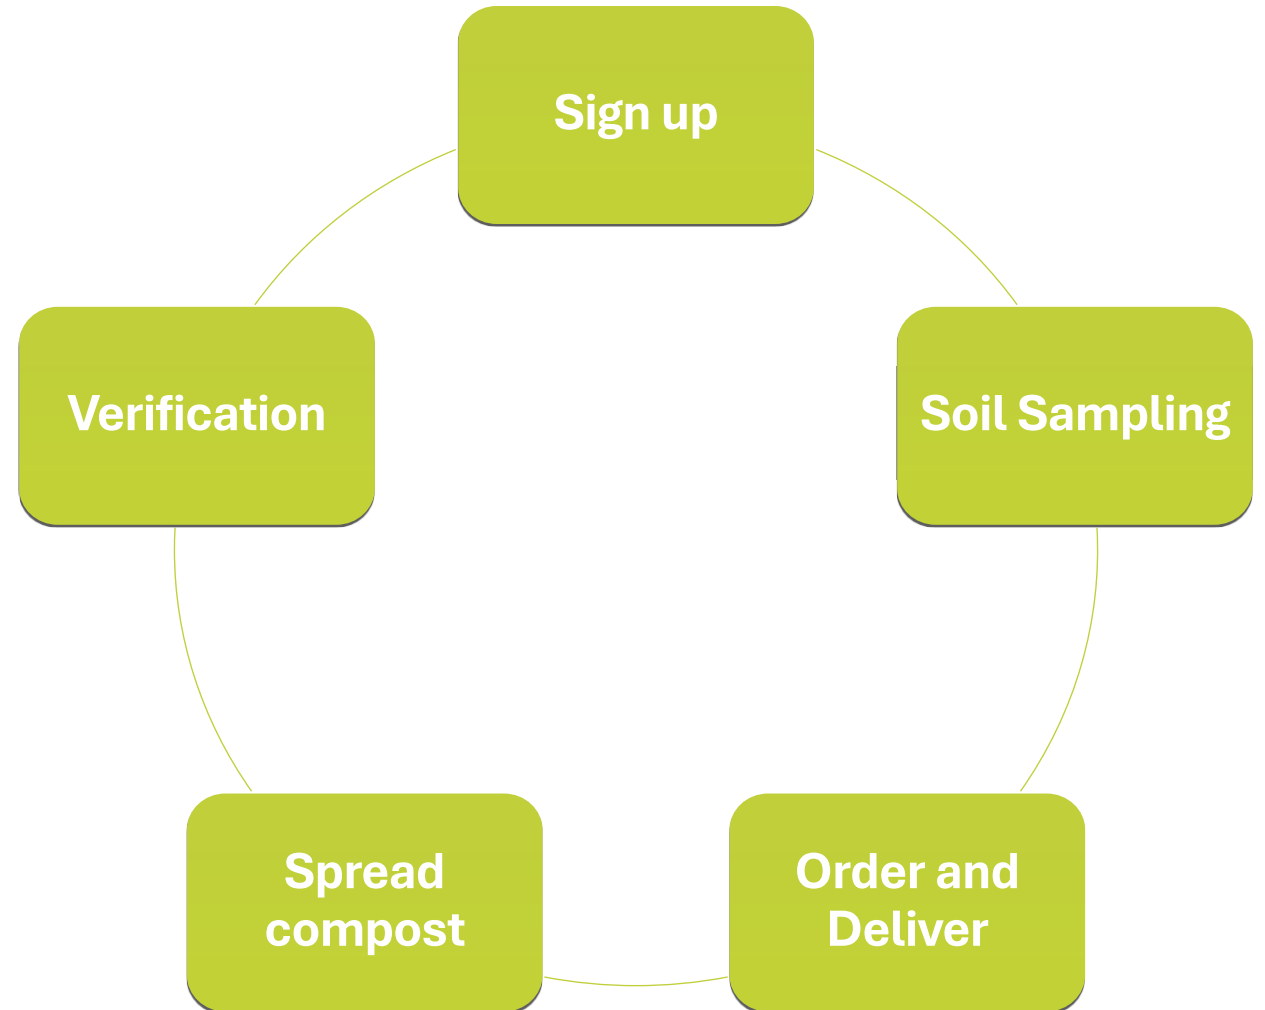 Sign up
Soil Sampling
Order and
Deliver
Spread
compost
Verification